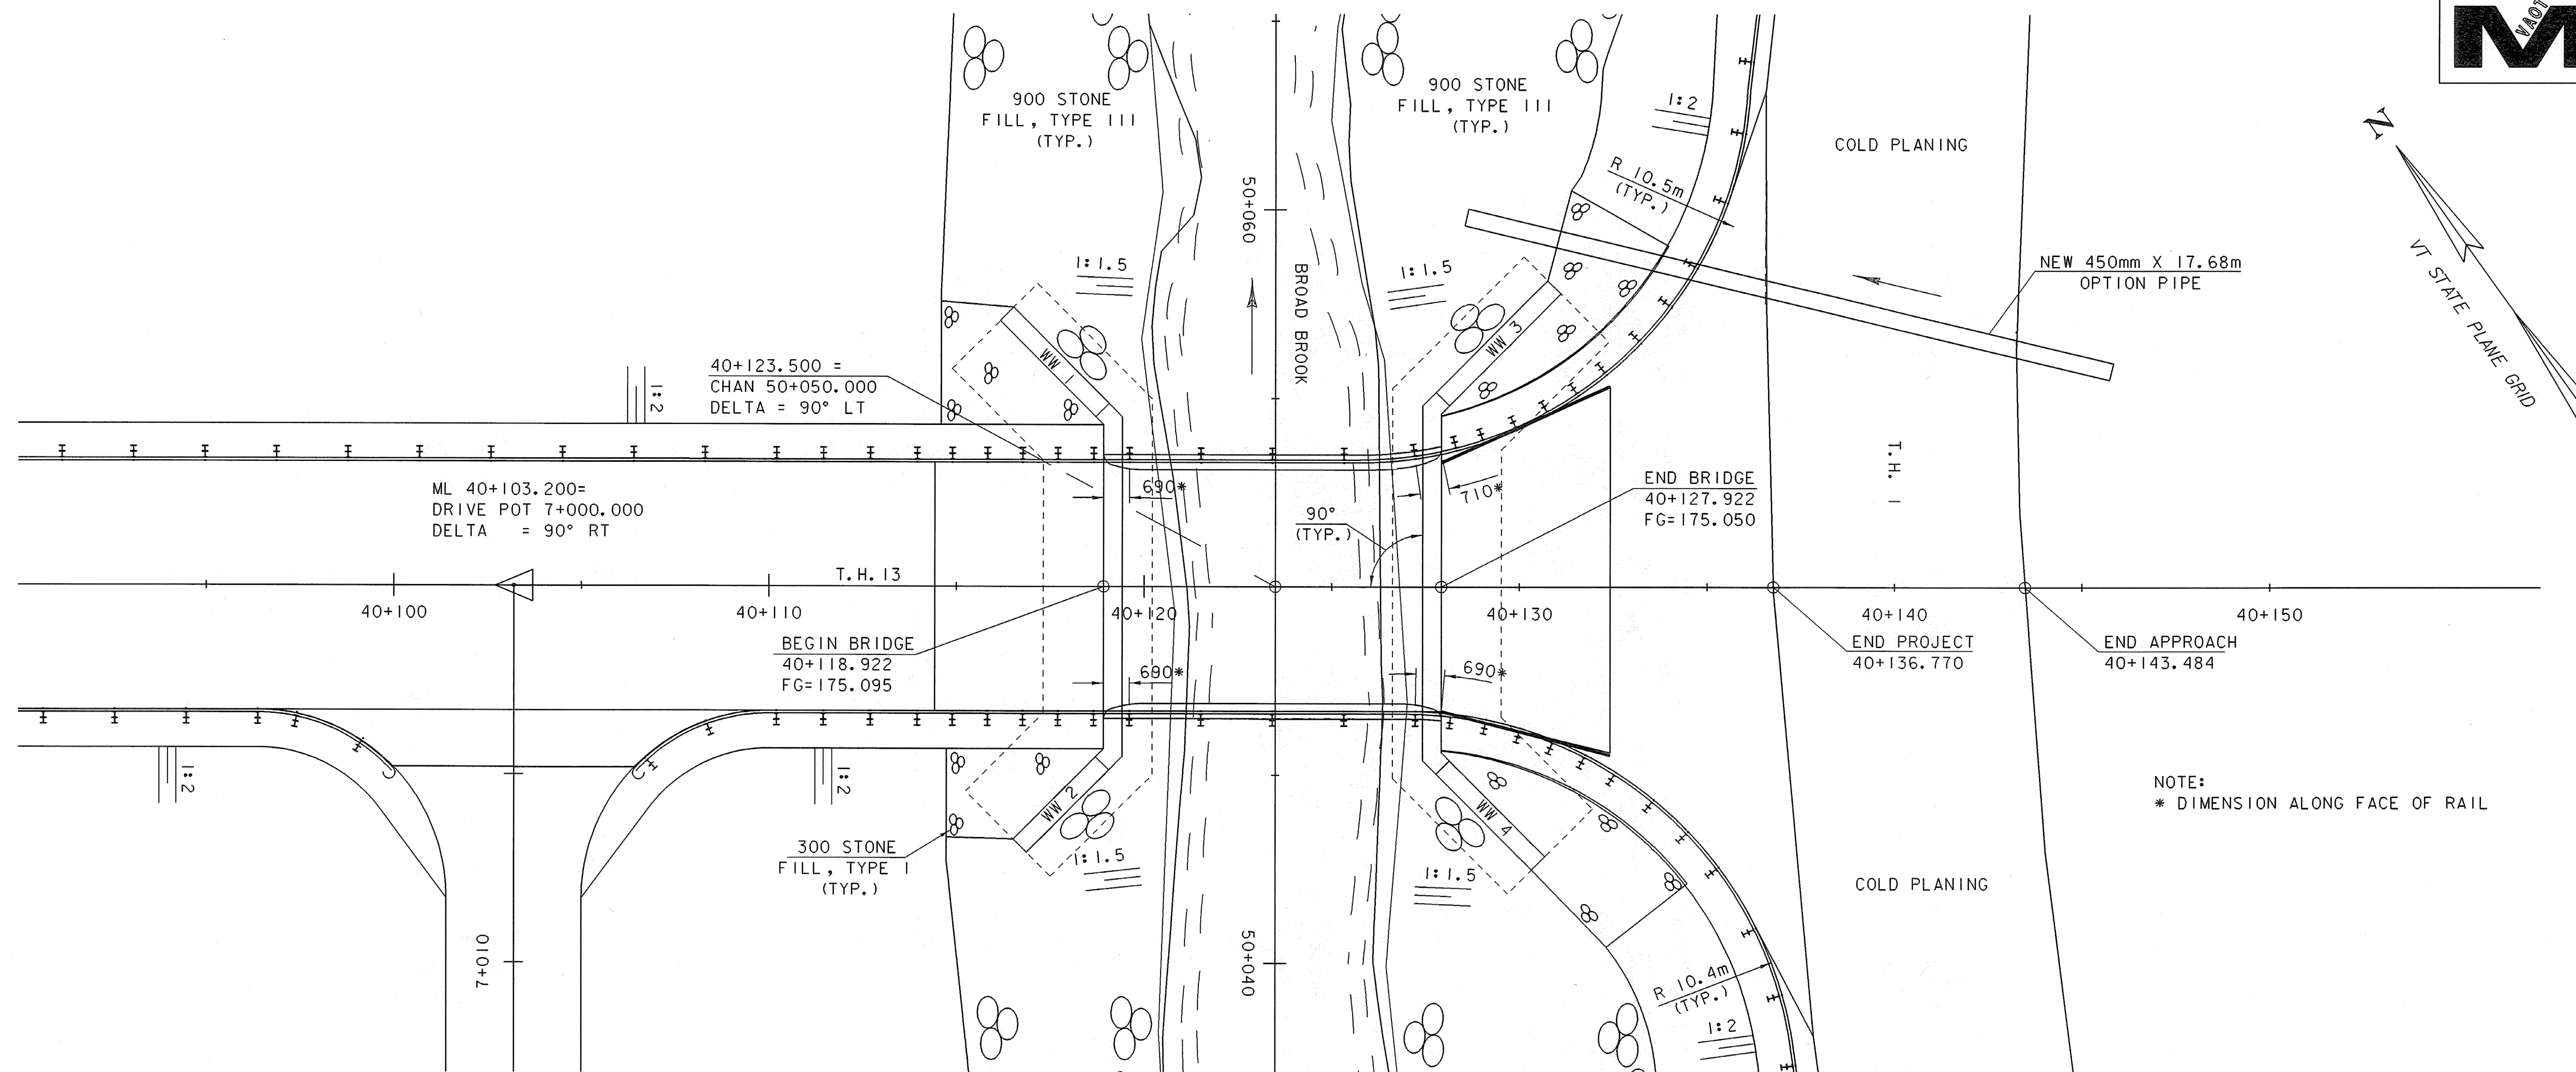 VAOT
M
900 STONE
FILL, TYPE III
(TYP.)
900 STONE
FILL, TYPE III
(TYP.)
1:2
COLD PLANING
N
R 10.5m
(TYP.)
50+060
BROAD BROOK
1:1.5
1:1.5
NEW 450mm X 17.68m
OPTION PIPE
VT STATE PLANE GRID
WW 1
WW 3
40+123.500 =
CHAN 50+050.000
DELTA = 90° LT
1:2
T.H. 1
ML 40+103.200=
DRIVE POT 7+000.000
DELTA = 90° RT
690*
710*
90°
(TYP.)
END BRIDGE
40+127.922
FG=175.050
T.H.13
40+100
40+110
40+120
40+130
40+140
40+150
BEGIN BRIDGE
40+118.922
FG=175.095
690*
690*
END PROJECT
40+136.770
END APPROACH
40+143.484
1:2
1:2
WW 2
WW 4
NOTE:
* DIMENSION ALONG FACE OF RAIL
300 STONE
FILL, TYPE I
(TYP.)
1:1.5
1:1.5
COLD PLANING
7+010
50+040
R 10.4m
(TYP.)
1:2